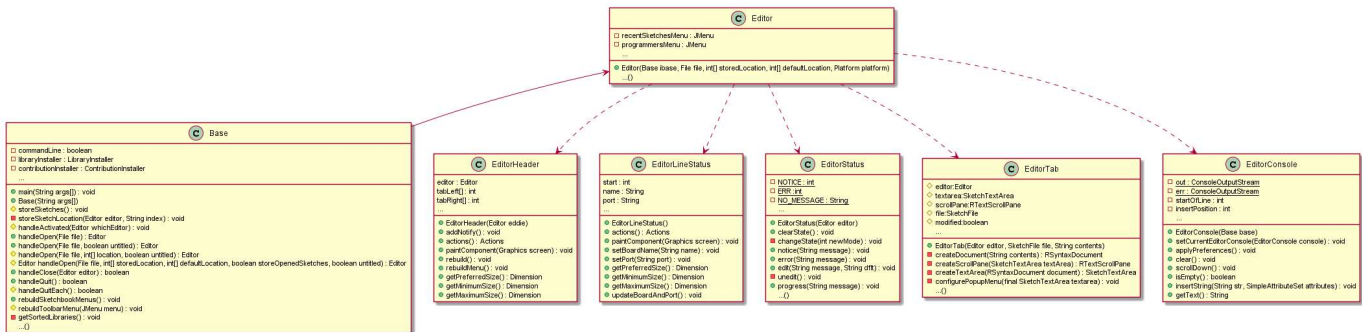 C Editor
recentSketchesMenu : JMenu
programmersMenu : JMenu
...
Editor(Base ibase, File file, int[] storedLocation, int[] defaultLocation, Platform platform)
...()
C Base
commandLine : boolean
libraryInstaller : LibraryInstaller
contributionInstaller : ContributionInstaller
...
main(String args[]) : void
Base(String args[])
storeSketches() : void
storeSketchLocation(Editor editor, String index) : void
handleActivated(Editor whichEditor) : void
handleOpen(File file) : Editor
handleOpen(File file, boolean untitled) : Editor
handleOpen(File file, int[] location, boolean untitled) : Editor
Editor handleOpen(File file, int[] storedLocation, int[] defaultLocation, boolean storeOpenedSketches, boolean untitled) : Editor
handleClose(Editor editor) : boolean
handleQuit() : boolean
handleQuitEach() : boolean
rebuildSketchbookMenus() : void
rebuildToolbarMenu(JMenu menu) : void
getSortedLibraries() : void
...()
C EditorHeader
editor : Editor
tabLeft[] : int
tabRight[] : int
...
EditorHeader(Editor eddie)
addNotify() : void
actions() : Actions
paintComponent(Graphics screen) : void
rebuild() : void
rebuildMenu() : void
getPreferredSize() : Dimension
getMinimumSize() : Dimension
getMaximumSize() : Dimension
C EditorLineStatus
start : int
name : String
port : String
...
EditorLineStatus()
actions() : Actions
paintComponent(Graphics screen) : void
setBoardName(String name) : void
setPort(String port) : void
getPreferredSize() : Dimension
getMinimumSize() : Dimension
getMaximumSize() : Dimension
updateBoardAndPort() : void
C EditorStatus
NOTICE : int
ERR :int
NO_MESSAGE : String
...
EditorStatus(Editor editor)
clearState() : void
changeState(int newMode) : void
notice(String message) : void
error(String message) : void
edit(String message, String dflt) : void
unedit() : void
progress(String message) : void
...()
C EditorTab
editor:Editor
textarea:SketchTextArea
scrollPane:RTextScrollPane
file:SketchFile
modified:boolean
...
EditorTab(Editor editor, SketchFile file, String contents)
createDocument(String contents) : RSyntaxDocument
createScrollPane(SketchTextArea textArea) : RTextScrollPane
createTextArea(RSyntaxDocument document) : SketchTextArea
configurePopupMenu(final SketchTextArea textarea) : void
...()
C EditorConsole
out : ConsoleOutputStream
err : ConsoleOutputStream
startOfLine : int
insertPosition : int
...
EditorConsole(Base base)
setCurrentEditorConsole(EditorConsole console) : void
applyPreferences() : void
clear() : void
scrollDown() : void
isEmpty() : boolean
insertString(String str, SimpleAttributeSet attributes) : void
getText() : String